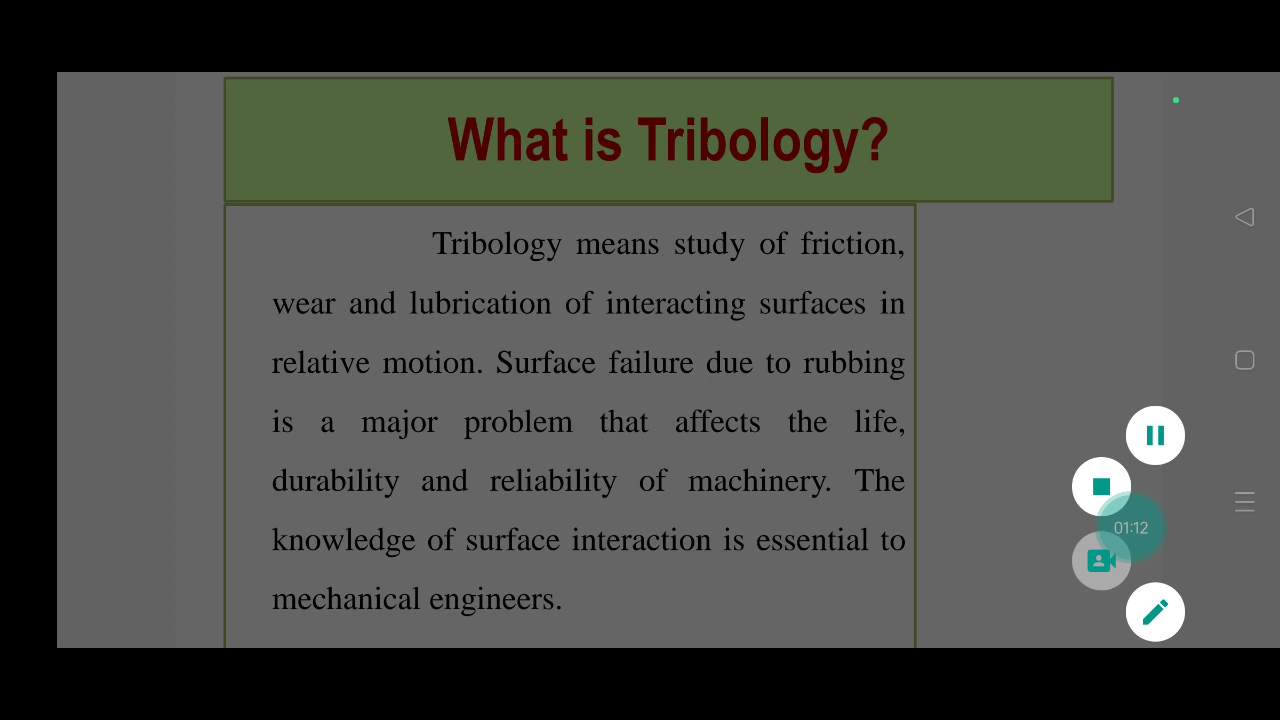 What is Tribology?
Tribology means study of friction,
wear and lubrication of interacting surfaces in
relative motion. Surface failure due to rubbing
is a major problem that affects the life,
durability and reliability of machinery. The
knowledge of surface interaction is essential to
mechanical engineers.
01:12